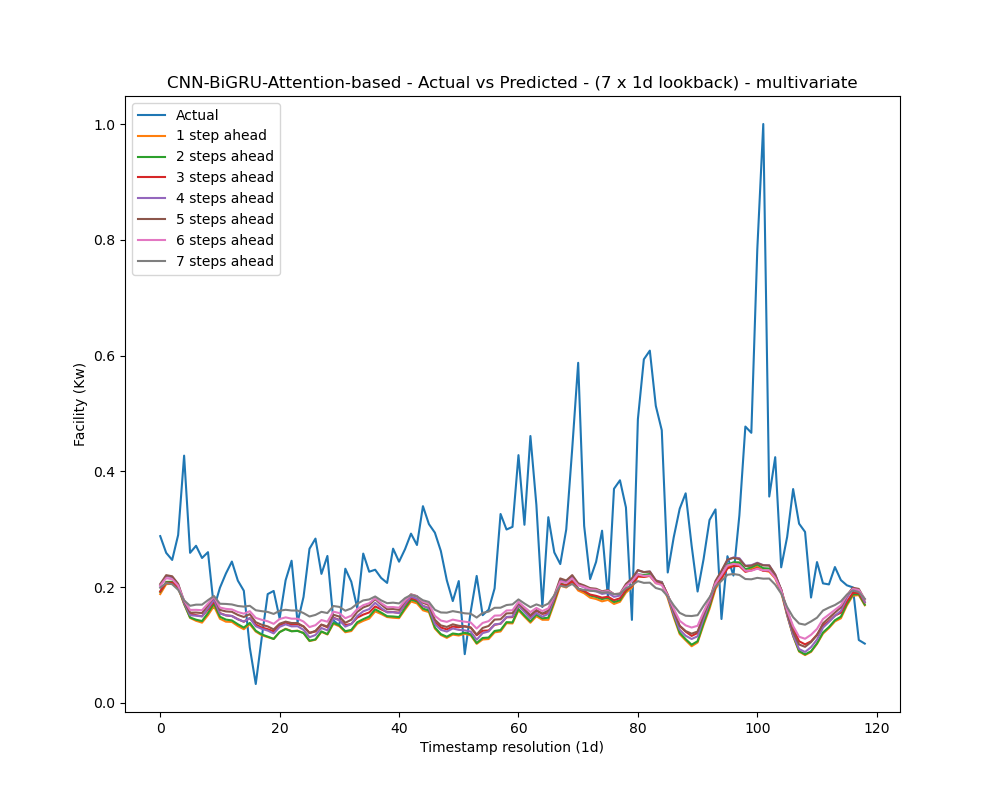 CNN-BiGRU-Attention-based - Actual vs Predicted - (7 x 1d lookback) - multivariate
Actual
1 step ahead
2 steps ahead
3 steps ahead
4 steps ahead
5 steps ahead
6 steps ahead
7 steps ahead
1.0
0.8
0.6
0.4
0.2
0.0
Facility (Kw)
0 20 40 60 80 100 120
Timestamp resolution (1d)